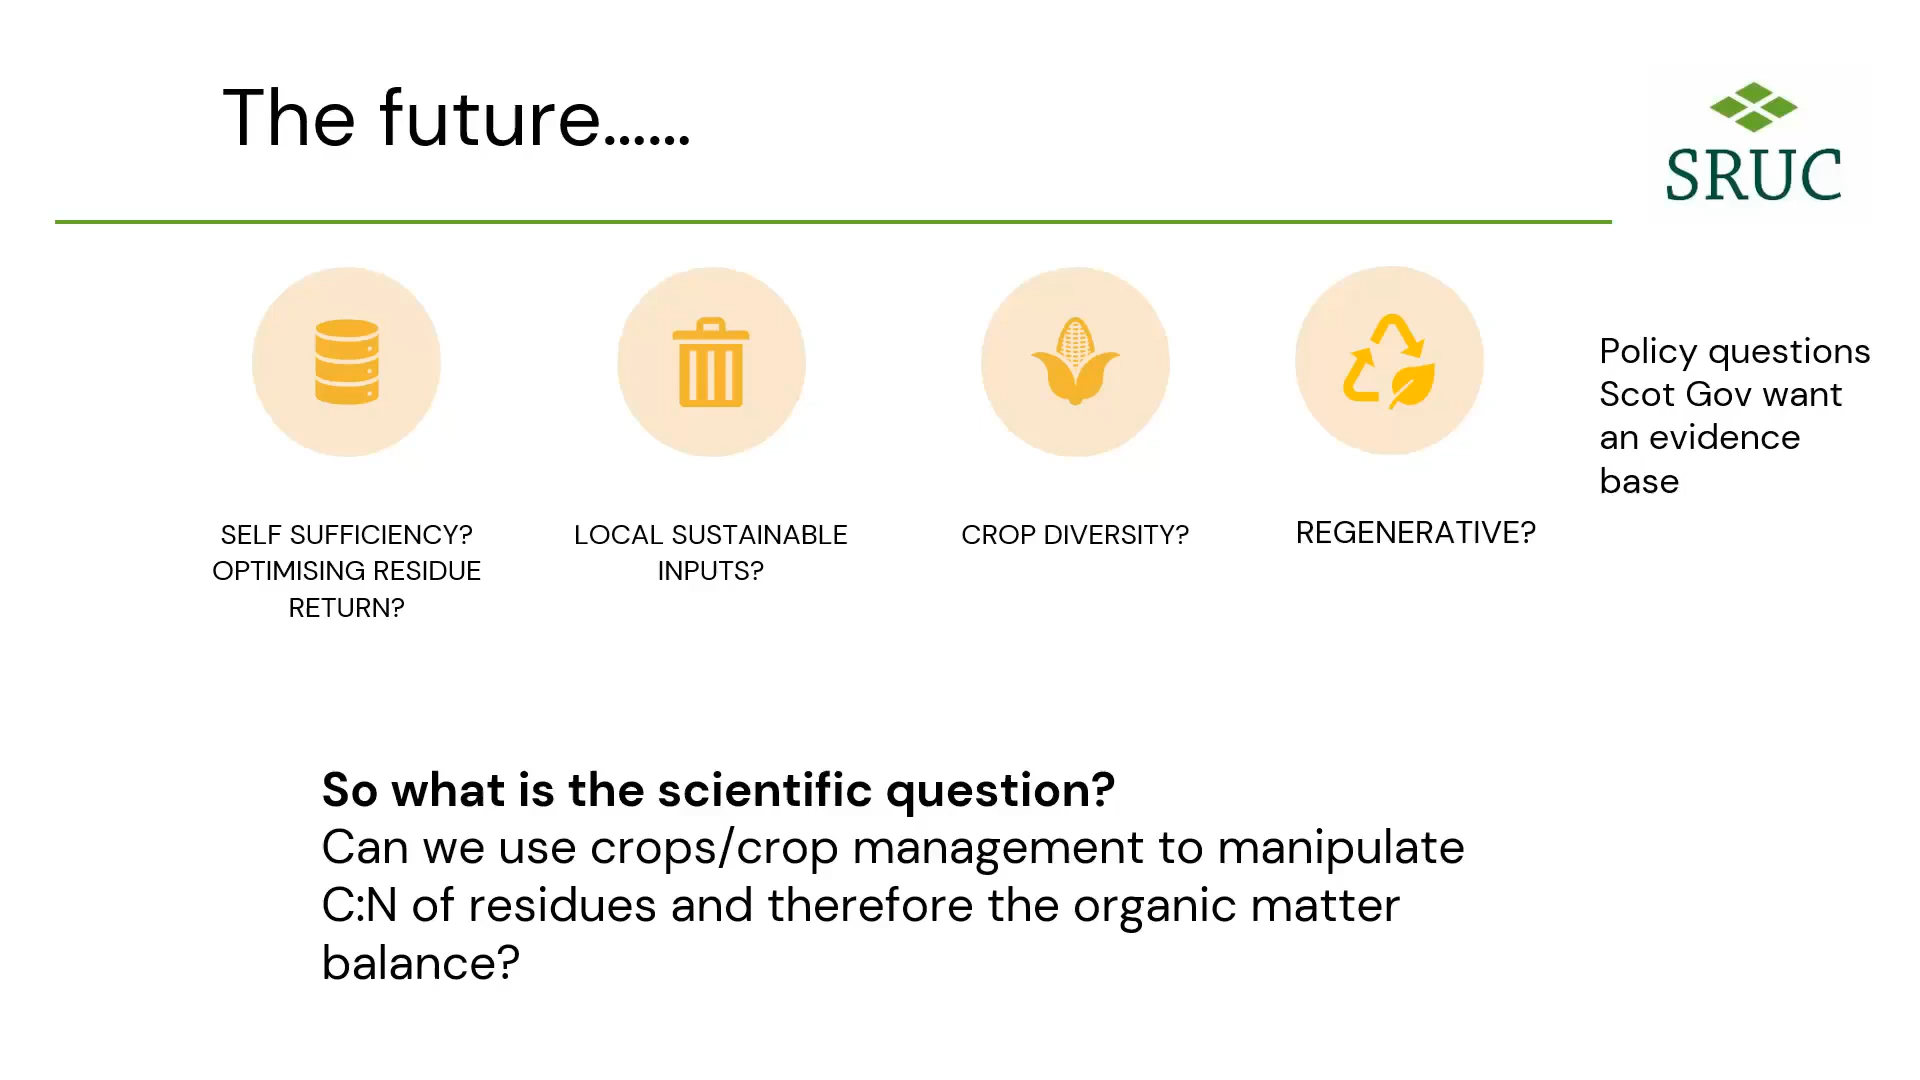 The future......
SRUC
SELF SUFFICIENCY?
OPTIMISING RESIDUE
RETURN?
LOCAL SUSTAINABLE
INPUTS?
CROP DIVERSITY?
REGENERATIVE?
Policy questions
Scot Gov want
an evidence
base
So what is the scientific question?
Can we use crops/crop management to manipulate
C:N of residues and therefore the organic matter
balance?